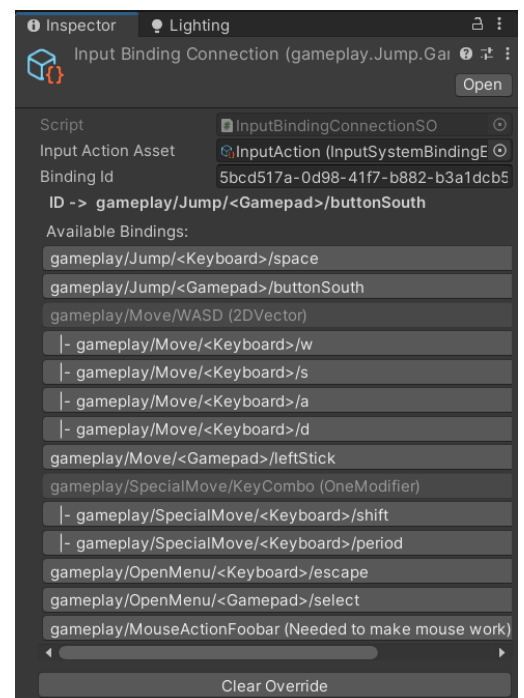 Inspector Lighting
Input Binding Connection (gameplay.Jump.Gar
Open
Script InputBindingConnectionSO
Input Action Asset InputAction (InputSystemBindingE
Binding Id 5bcd517a-0d98-41f7-b882-b3a1dcb5
ID -> gameplay/Jump/<Gamepad>/buttonSouth
Available Bindings:
gameplay/Jump/<Keyboard>/space
gameplay/Jump/<Gamepad>/buttonSouth
gameplay/Move/WASD (2DVector)
|- gameplay/Move/<Keyboard>/w
|- gameplay/Move/<Keyboard>/s
|- gameplay/Move/<Keyboard>/a
|- gameplay/Move/<Keyboard>/d
gameplay/Move/<Gamepad>/leftStick
gameplay/SpecialMove/KeyCombo (OneModifier)
|- gameplay/SpecialMove/<Keyboard>/shift
|- gameplay/SpecialMove/<Keyboard>/period
gameplay/OpenMenu/<Keyboard>/escape
gameplay/OpenMenu/<Gamepad>/select
gameplay/MouseActionFoobar (Needed to make mouse work)
Clear Override